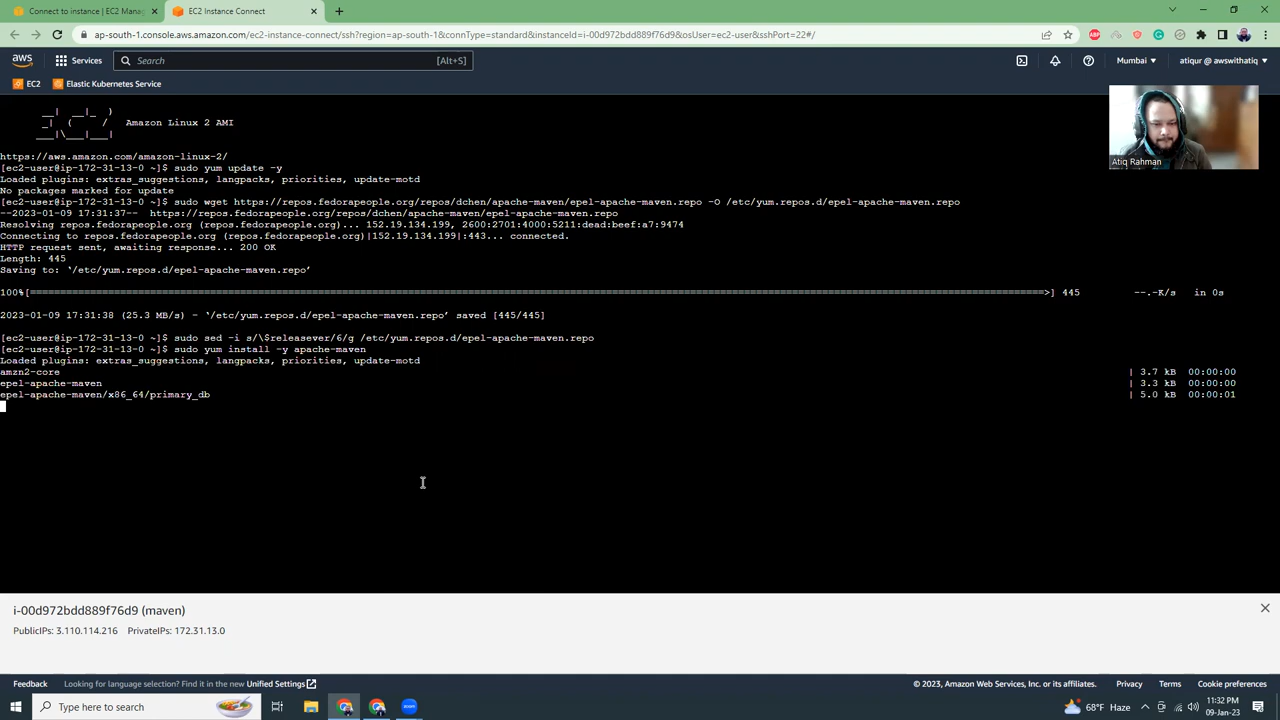 Connect to instance | EC2 Manag
EC2 Instance Connect
ap-south-1.console.aws.amazon.com/ec2-instance-connect/ssh?region=ap-south-1&connType=standard&instanceId=i-00d972bdd889f76d9&osUser=ec2-user&sshPort=22#/
aws
Services
Search
[Alt+S]
Mumbai
atiqur @ awswithatiq
EC2
Elastic Kubernetes Service
Atiq Rahman
__|  __|_  )
_|  (     /   Amazon Linux 2 AMI
___|\___|___|
https://aws.amazon.com/amazon-linux-2/
[ec2-user@ip-172-31-13-0 ~]$ sudo yum update -y
Loaded plugins: extras_suggestions, langpacks, priorities, update-motd
No packages marked for update
[ec2-user@ip-172-31-13-0 ~]$ sudo wget https://repos.fedorapeople.org/repos/dchen/apache-maven/epel-apache-maven.repo -O /etc/yum.repos.d/epel-apache-maven.repo
--2023-01-09 17:31:37--  https://repos.fedorapeople.org/repos/dchen/apache-maven/epel-apache-maven.repo
Resolving repos.fedorapeople.org (repos.fedorapeople.org)... 152.19.134.199, 2600:2701:4000:5211:dead:beef:a7:9474
Connecting to repos.fedorapeople.org (repos.fedorapeople.org)|152.19.134.199|:443... connected.
HTTP request sent, awaiting response... 200 OK
Length: 445
Saving to: ‘/etc/yum.repos.d/epel-apache-maven.repo’
100%[======================================>] 445 --.-K/s in 0s
2023-01-09 17:31:38 (25.3 MB/s) - ‘/etc/yum.repos.d/epel-apache-maven.repo’ saved [445/445]
[ec2-user@ip-172-31-13-0 ~]$ sudo sed -i s/\$releasever/6/g /etc/yum.repos.d/epel-apache-maven.repo
[ec2-user@ip-172-31-13-0 ~]$ sudo yum install -y apache-maven
Loaded plugins: extras_suggestions, langpacks, priorities, update-motd
amzn2-core | 3.7 kB 00:00:00
epel-apache-maven | 3.3 kB 00:00:00
epel-apache-maven/x86_64/primary_db | 5.0 kB 00:00:01
i-00d972bdd889f76d9 (maven)
PublicIPs: 3.110.114.216 PrivateIPs: 172.31.13.0
Feedback
Looking for language selection? Find it in the new Unified Settings
© 2023, Amazon Web Services, Inc. or its affiliates.
Privacy
Terms
Cookie preferences
Type here to search
68°F Haze
11:32 PM
09-Jan-23